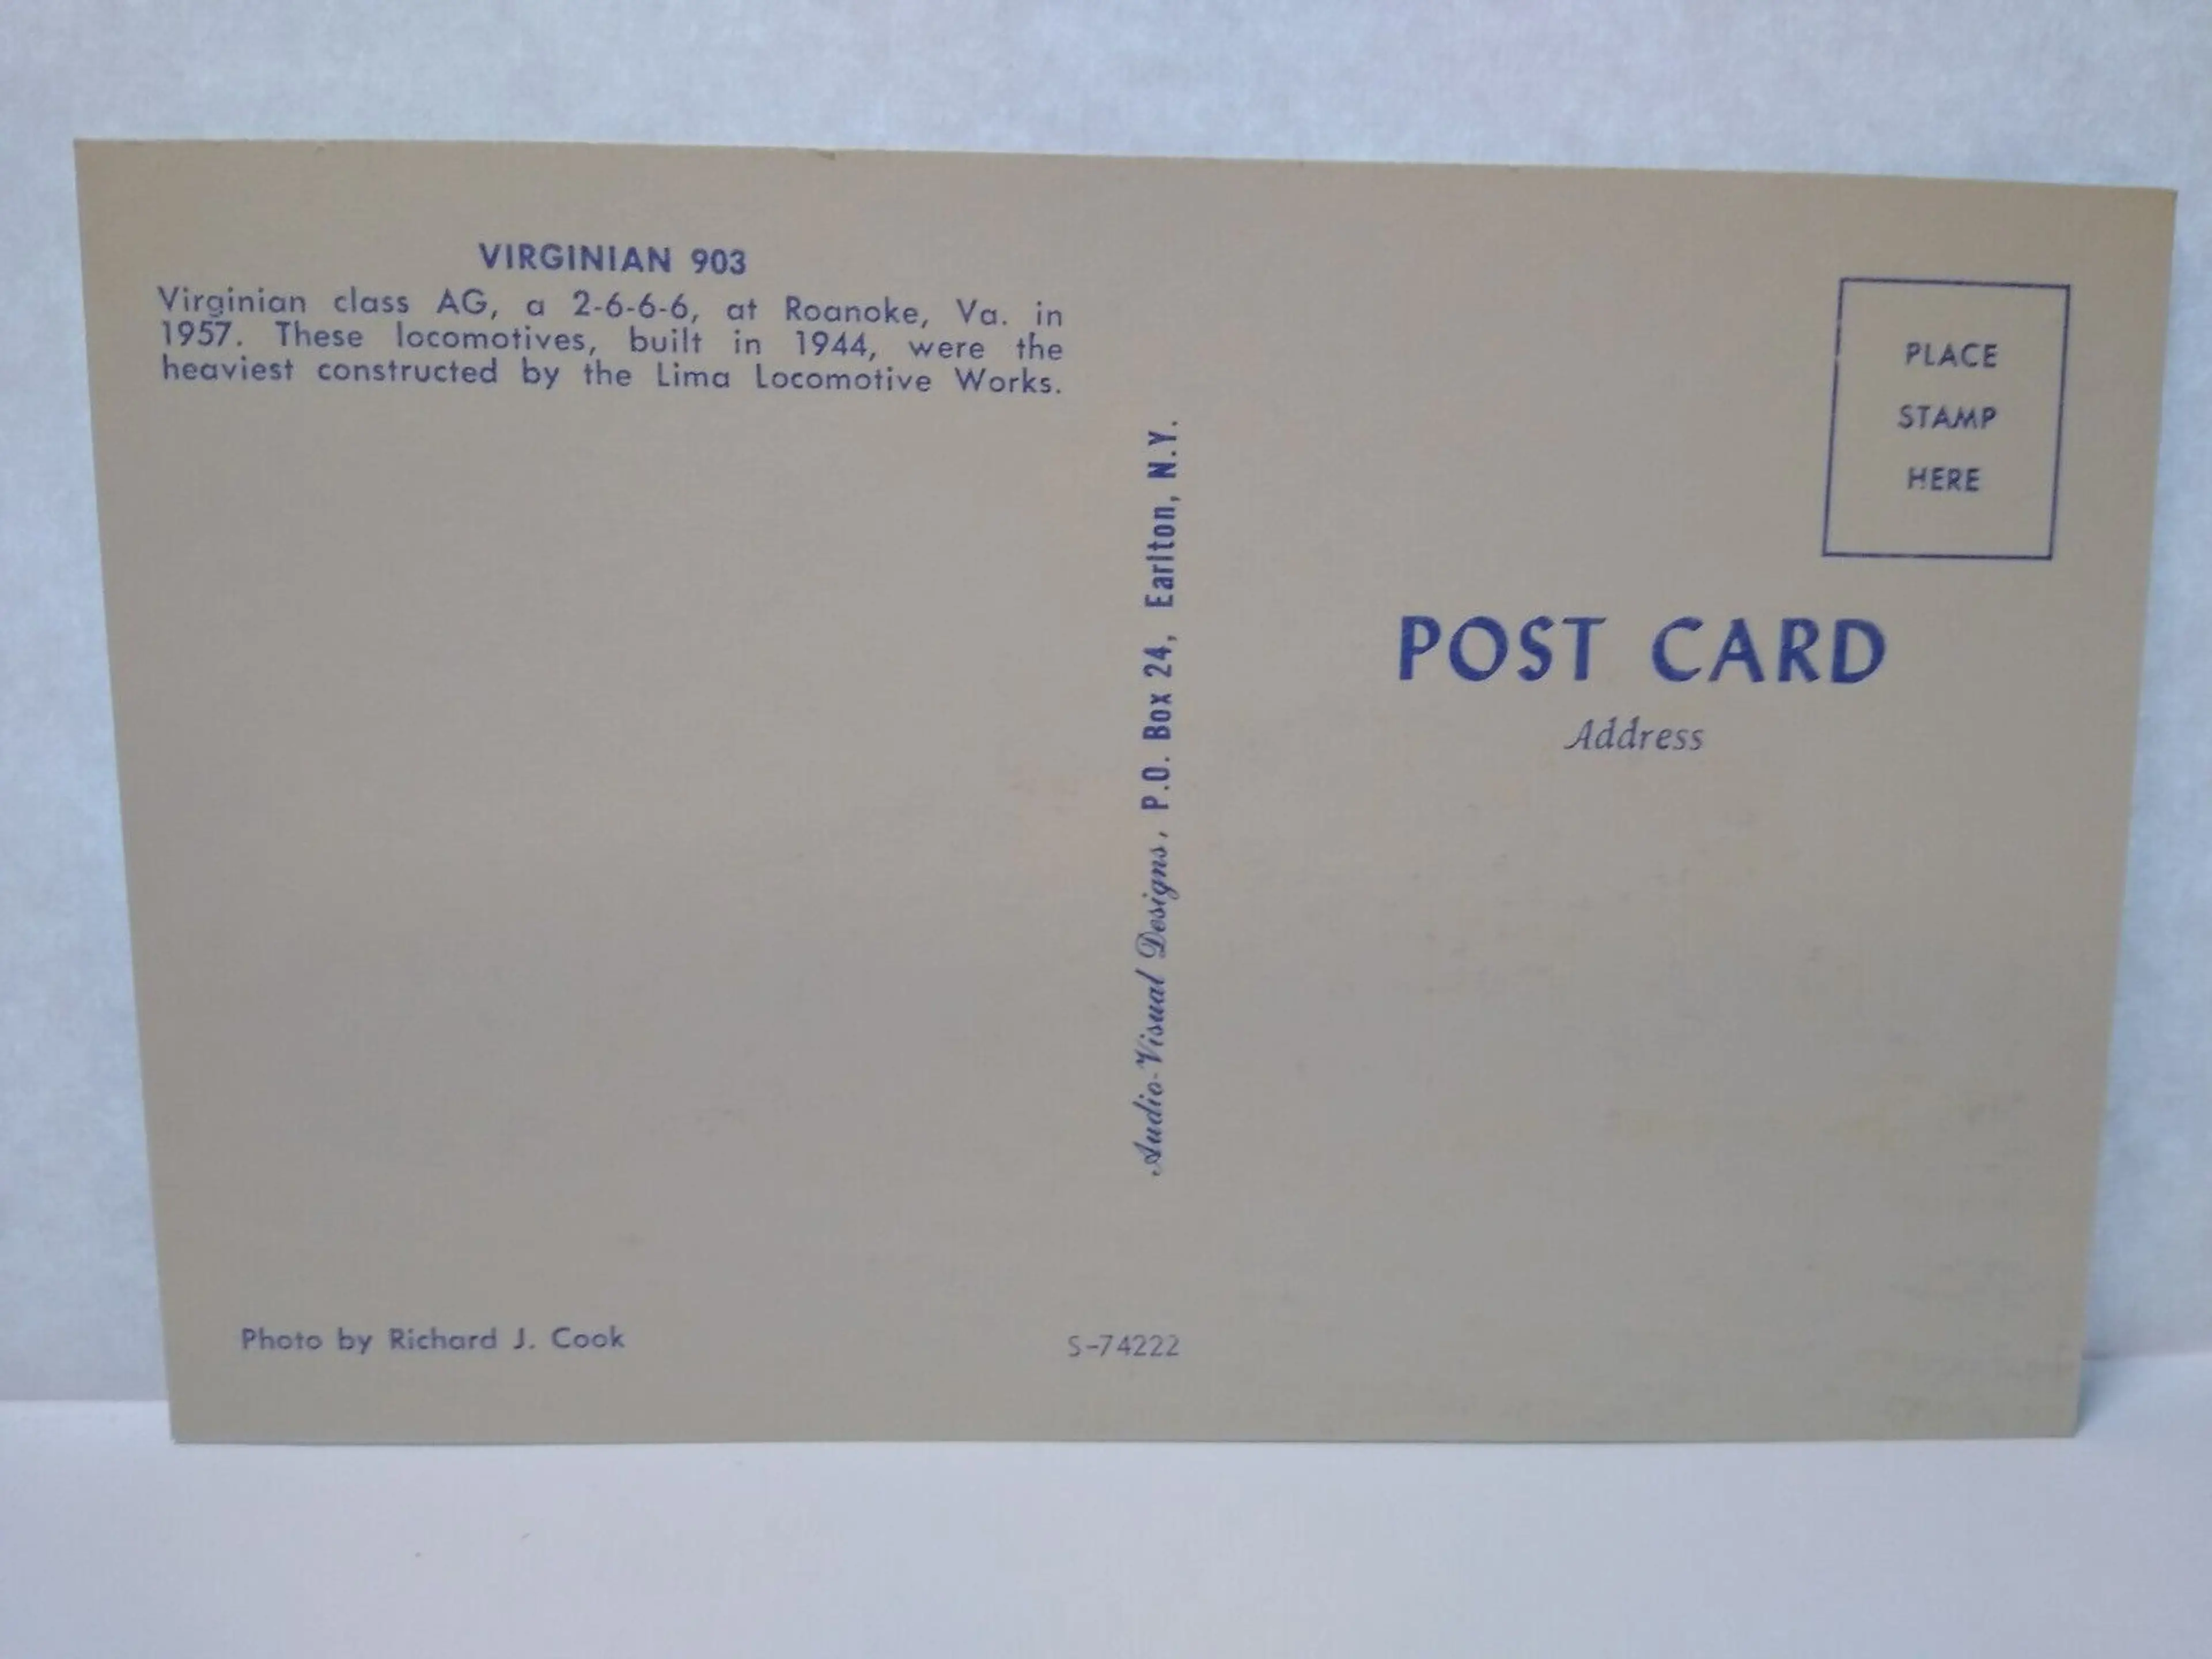 VIRGINIAN 903
Virginian class AG, a 2-6-6-6, at Roanoke, Va. in
1957. These locomotives, built in 1944, were the
heaviest constructed by the Lima Locomotive Works.
Photo by Richard J. Cook
Audio-Visual Designs, P.O. Box 24, Earlton, N.Y.
S-74222
PLACE
STAMP
HERE
POST CARD
Address